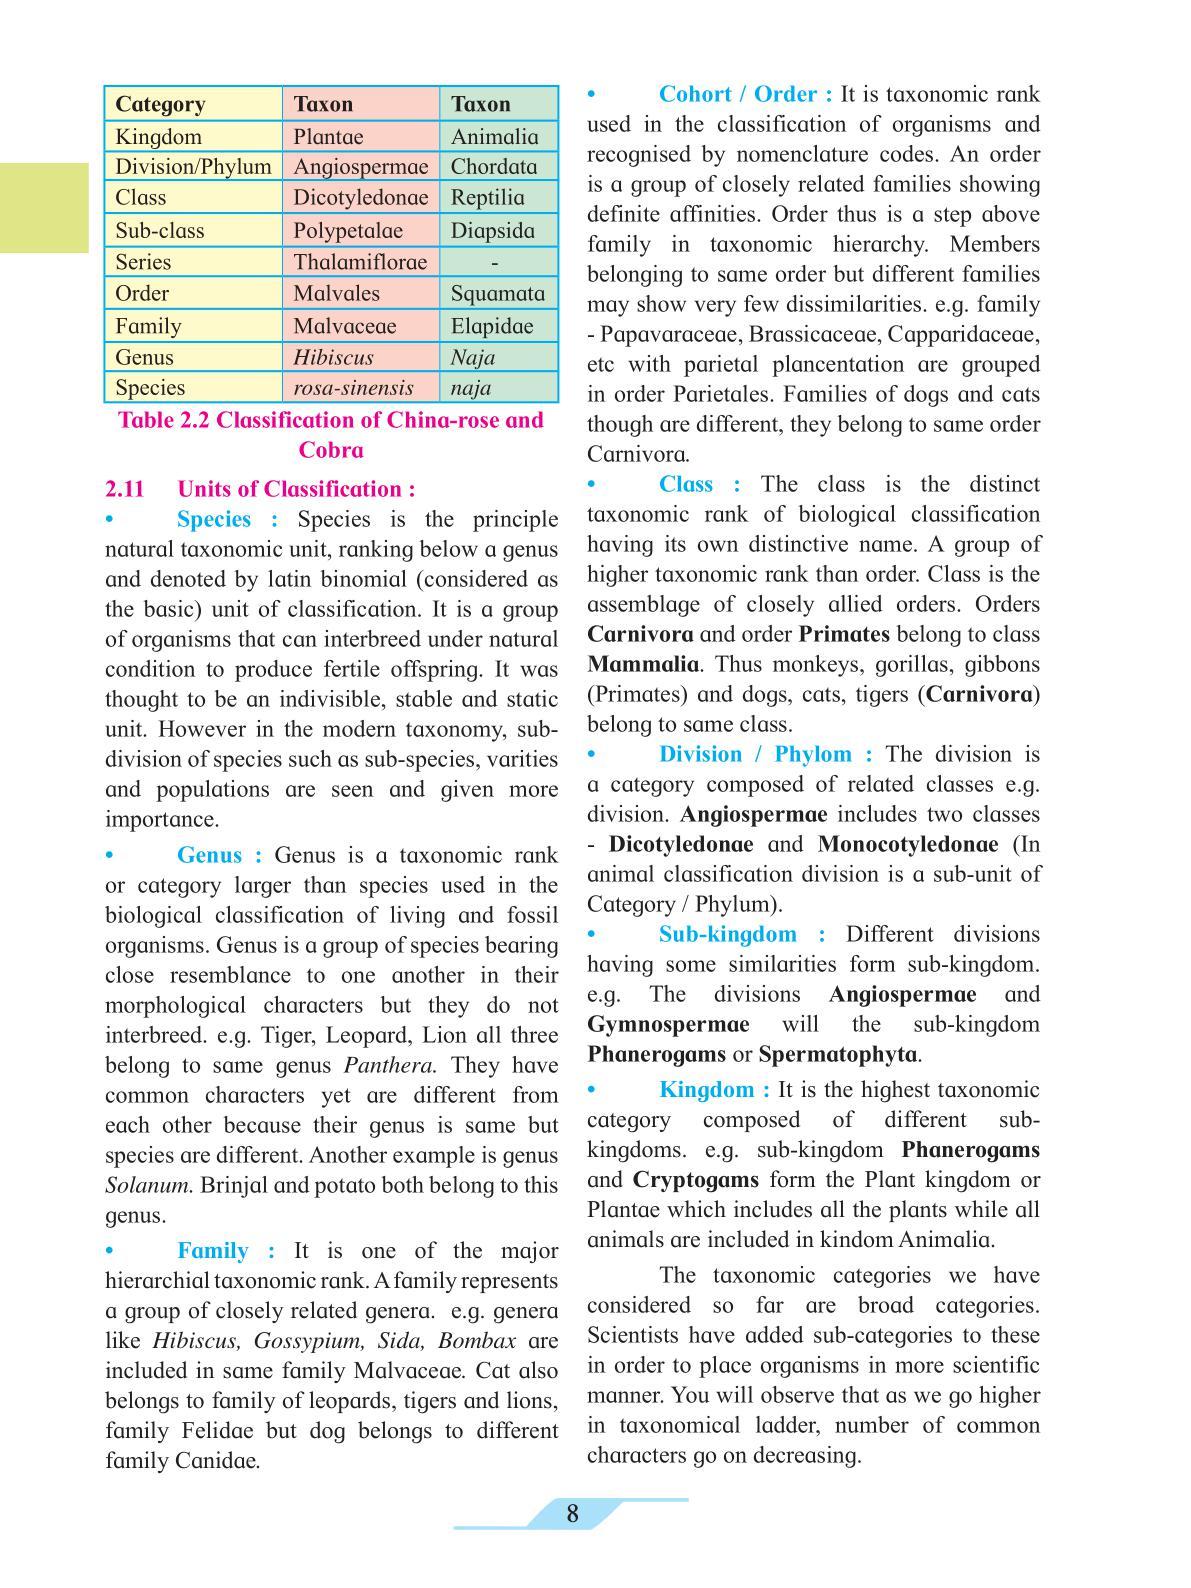 Category Taxon Taxon
Kingdom Plantae Animalia
Division/Phylum Angiospermae Chordata
Class Dicotyledonae Reptilia
Sub-class Polypetalae Diapsida
Series Thalamiflorae -
Order Malvales Squamata
Family Malvaceae Elapidae
Genus Hibiscus Naja
Species rosa-sinensis naja
Table 2.2 Classification of China-rose and
Cobra
2.11 Units of Classification :
• Species : Species is the principle
natural taxonomic unit, ranking below a genus
and denoted by latin binomial (considered as
the basic) unit of classification. It is a group
of organisms that can interbreed under natural
condition to produce fertile offspring. It was
thought to be an indivisible, stable and static
unit. However in the modern taxonomy, sub-
division of species such as sub-species, varities
and populations are seen and given more
importance.
• Genus : Genus is a taxonomic rank
or category larger than species used in the
biological classification of living and fossil
organisms. Genus is a group of species bearing
close resemblance to one another in their
morphological characters but they do not
interbreed. e.g. Tiger, Leopard, Lion all three
belong to same genus Panthera. They have
common characters yet are different from
each other because their genus is same but
species are different. Another example is genus
Solanum. Brinjal and potato both belong to this
genus.
• Family : It is one of the major
hierarchial taxonomic rank. A family represents
a group of closely related genera. e.g. genera
like Hibiscus, Gossypium, Sida, Bombax are
included in same family Malvaceae. Cat also
belongs to family of leopards, tigers and lions,
family Felidae but dog belongs to different
family Canidae.
• Cohort / Order : It is taxonomic rank
used in the classification of organisms and
recognised by nomenclature codes. An order
is a group of closely related families showing
definite affinities. Order thus is a step above
family in taxonomic hierarchy. Members
belonging to same order but different families
may show very few dissimilarities. e.g. family
- Papavaraceae, Brassicaceae, Capparidaceae,
etc with parietal plancentation are grouped
in order Parietales. Families of dogs and cats
though are different, they belong to same order
Carnivora.
• Class : The class is the distinct
taxonomic rank of biological classification
having its own distinctive name. A group of
higher taxonomic rank than order. Class is the
assemblage of closely allied orders. Orders
Carnivora and order Primates belong to class
Mammalia. Thus monkeys, gorillas, gibbons
(Primates) and dogs, cats, tigers (Carnivora)
belong to same class.
• Division / Phylom : The division is
a category composed of related classes e.g.
division. Angiospermae includes two classes
- Dicotyledonae and Monocotyledonae (In
animal classification division is a sub-unit of
Category / Phylum).
• Sub-kingdom : Different divisions
having some similarities form sub-kingdom.
e.g. The divisions Angiospermae and
Gymnospermae will the sub-kingdom
Phanerogams or Spermatophyta.
• Kingdom : It is the highest taxonomic
category composed of different sub-
kingdoms. e.g. sub-kingdom Phanerogams
and Cryptogams form the Plant kingdom or
Plantae which includes all the plants while all
animals are included in kindom Animalia.
The taxonomic categories we have
considered so far are broad categories.
Scientists have added sub-categories to these
in order to place organisms in more scientific
manner. You will observe that as we go higher
in taxonomical ladder, number of common
characters go on decreasing.
8